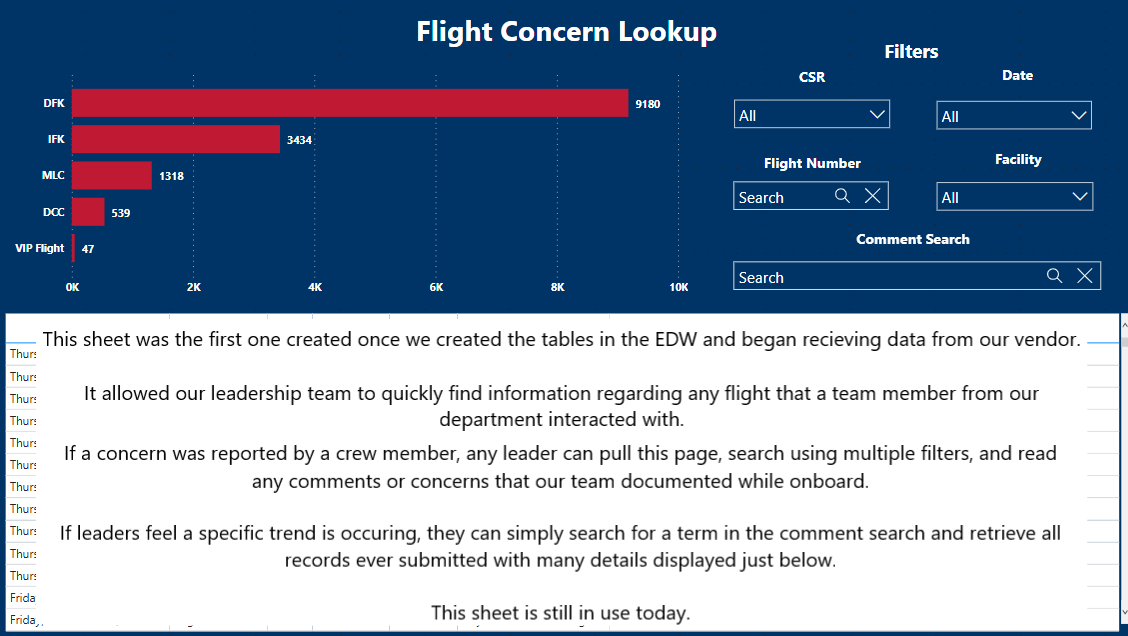 Flight Concern Lookup
Filters
CSR
Date
All
All
Flight Number
Facility
Search
All
Comment Search
Search
DFK
9180
IFK
3434
MLC
1318
DCC
539
VIP Flight
47
0K
2K
4K
6K
8K
10K
This sheet was the first one created once we created the tables in the EDW and began recieving data from our vendor.
It allowed our leadership team to quickly find information regarding any flight that a team member from our
department interacted with.
If a concern was reported by a crew member, any leader can pull this page, search using multiple filters, and read
any comments or concerns that our team documented while onboard.
If leaders feel a specific trend is occuring, they can simply search for a term in the comment search and retrieve all
records ever submitted with many details displayed just below.
This sheet is still in use today.
Thurs
Thurs
Thurs
Thurs
Thurs
Thurs
Thurs
Thurs
Thurs
Thurs
Thurs
Frida
Friday,